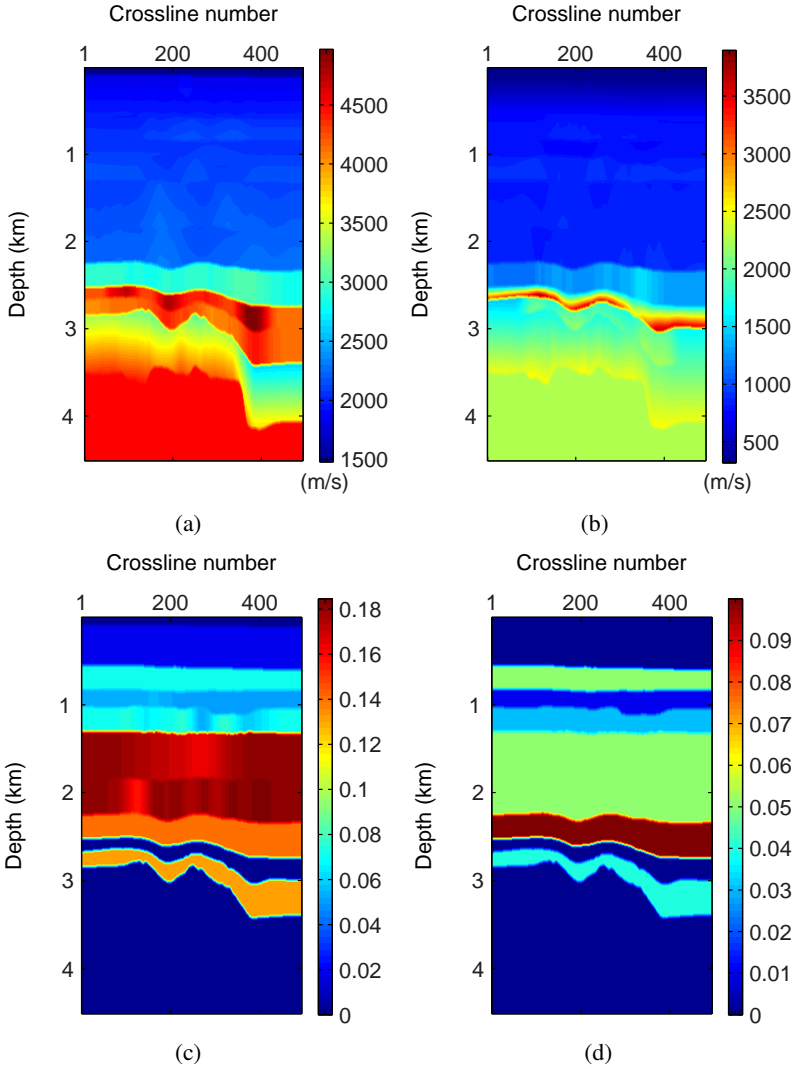 Crossline number
1 200 400
Depth (km)
1
2
3
4
4500
4000
3500
3000
2500
2000
1500
(m/s)
(a)
Crossline number
1 200 400
Depth (km)
1
2
3
4
3500
3000
2500
2000
1500
1000
500
(m/s)
(b)
Crossline number
1 200 400
Depth (km)
1
2
3
4
0.18
0.16
0.14
0.12
0.1
0.08
0.06
0.04
0.02
0
(c)
Crossline number
1 200 400
Depth (km)
1
2
3
4
0.09
0.08
0.07
0.06
0.05
0.04
0.03
0.02
0.01
0
(d)